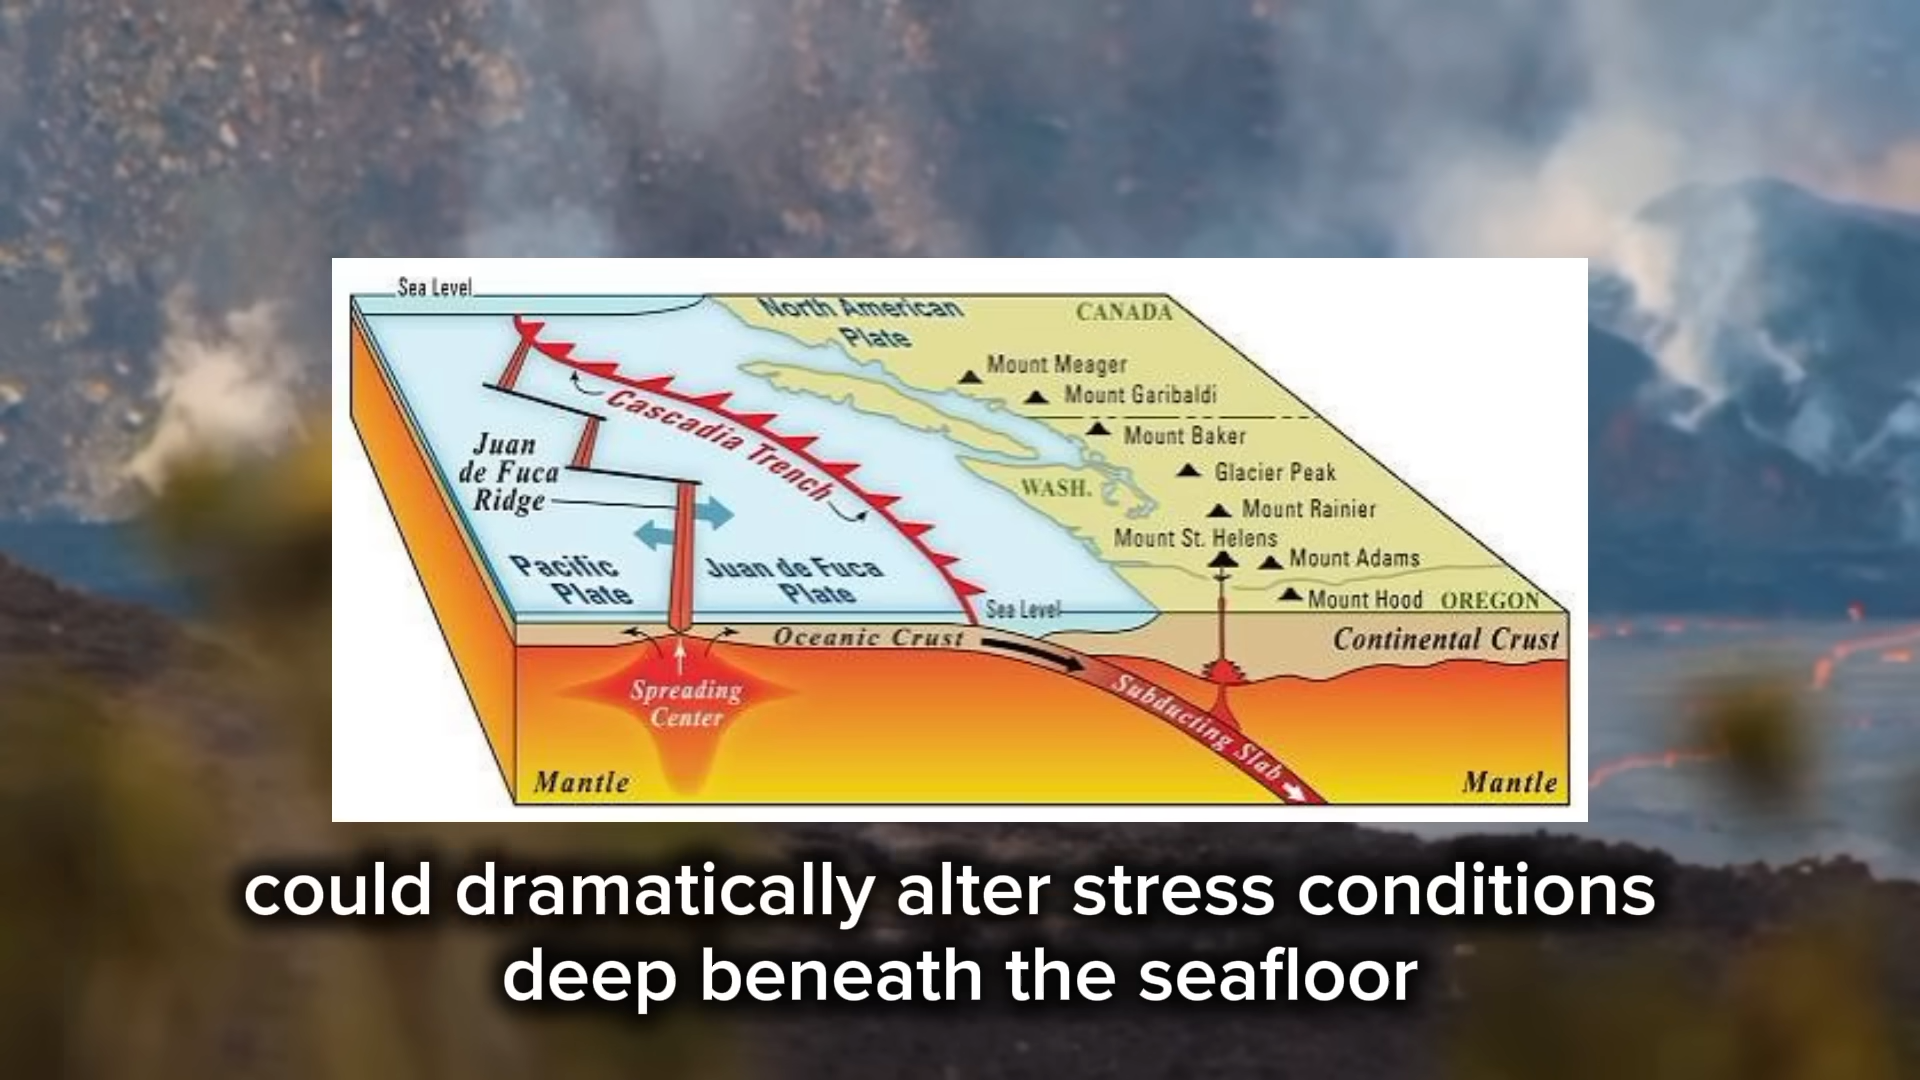 Sea Level
North American
Plate
CANADA
Mount Meager
Mount Garibaldi
Cascadia Trench
Mount Baker
Juan
de Fuca
Ridge
Glacier Peak
WASH.
Mount Rainier
Mount St. Helens
Mount Adams
Pacific
Plate
Juan de Fuca
Plate
Mount Hood
OREGON
Sea Level
Oceanic Crust
Continental Crust
Spreading
Center
Subducting Slab
Mantle
Mantle
could dramatically alter stress conditions
deep beneath the seafloor